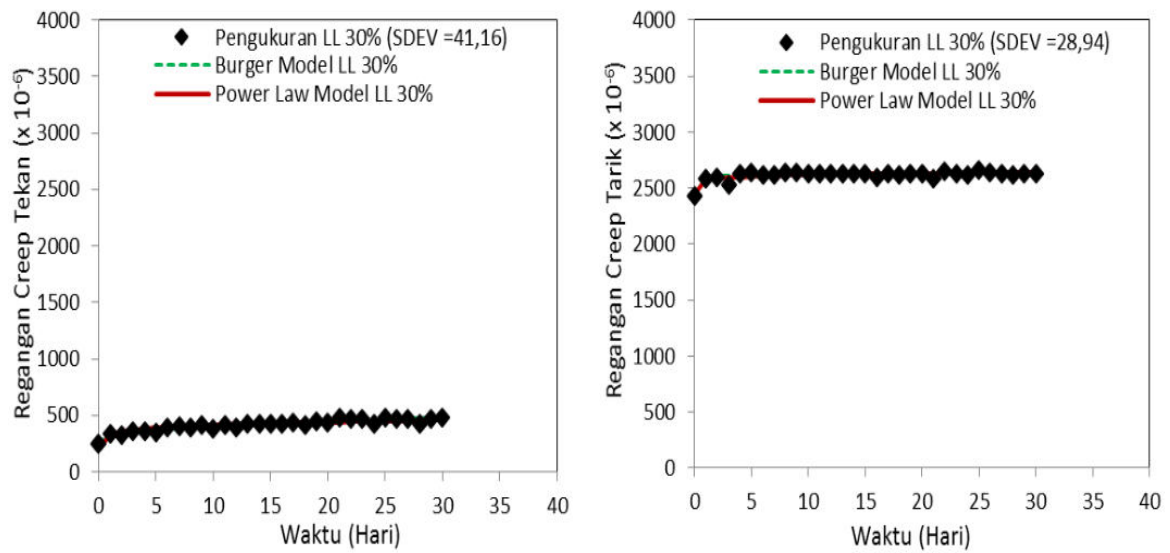 4000
3500
3000
2500
2000
1500
1000
500
0
Regangan Creep Tekan (x 10⁻⁶)
Pengukuran LL 30% (SDEV =41,16)
Burger Model LL 30%
Power Law Model LL 30%
0 5 10 15 20 25 30 35 40
Waktu (Hari)
4000
3500
3000
2500
2000
1500
1000
500
0
Regangan Creep Tarik (x 10⁻⁶)
Pengukuran LL 30% (SDEV =28,94)
Burger Model LL 30%
Power Law Model LL 30%
0 5 10 15 20 25 30 35 40
Waktu (Hari)